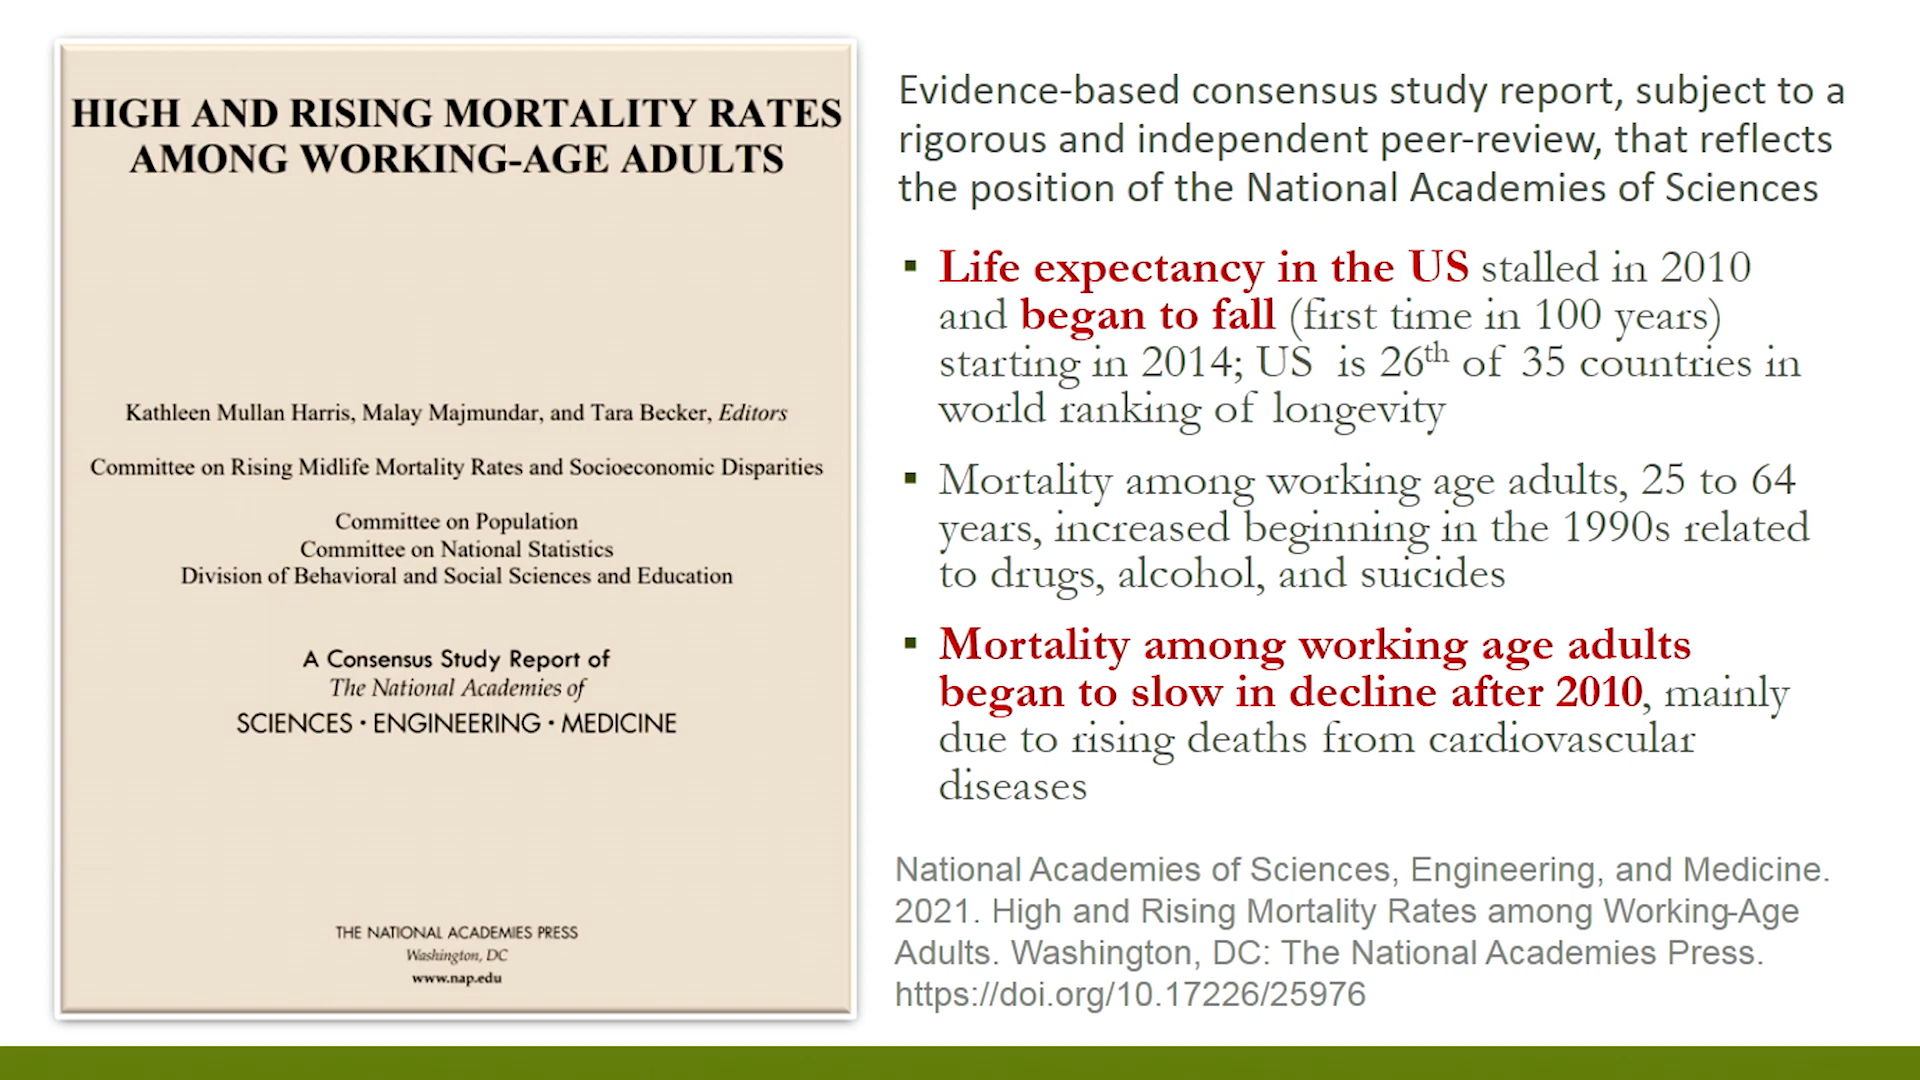 HIGH AND RISING MORTALITY RATES
AMONG WORKING-AGE ADULTS
Kathleen Mullan Harris, Malay Majmundar, and Tara Becker, Editors
Committee on Rising Midlife Mortality Rates and Socioeconomic Disparities
Committee on Population
Committee on National Statistics
Division of Behavioral and Social Sciences and Education
A Consensus Study Report of
The National Academies of
SCIENCES · ENGINEERING · MEDICINE
THE NATIONAL ACADEMIES PRESS
Washington, DC
www.nap.edu
Evidence-based consensus study report, subject to a
rigorous and independent peer-review, that reflects
the position of the National Academies of Sciences
▪ Life expectancy in the US stalled in 2010
and began to fall (first time in 100 years)
starting in 2014; US is 26th of 35 countries in
world ranking of longevity
▪ Mortality among working age adults, 25 to 64
years, increased beginning in the 1990s related
to drugs, alcohol, and suicides
▪ Mortality among working age adults
began to slow in decline after 2010, mainly
due to rising deaths from cardiovascular
diseases
National Academies of Sciences, Engineering, and Medicine.
2021. High and Rising Mortality Rates among Working-Age
Adults. Washington, DC: The National Academies Press.
https://doi.org/10.17226/25976